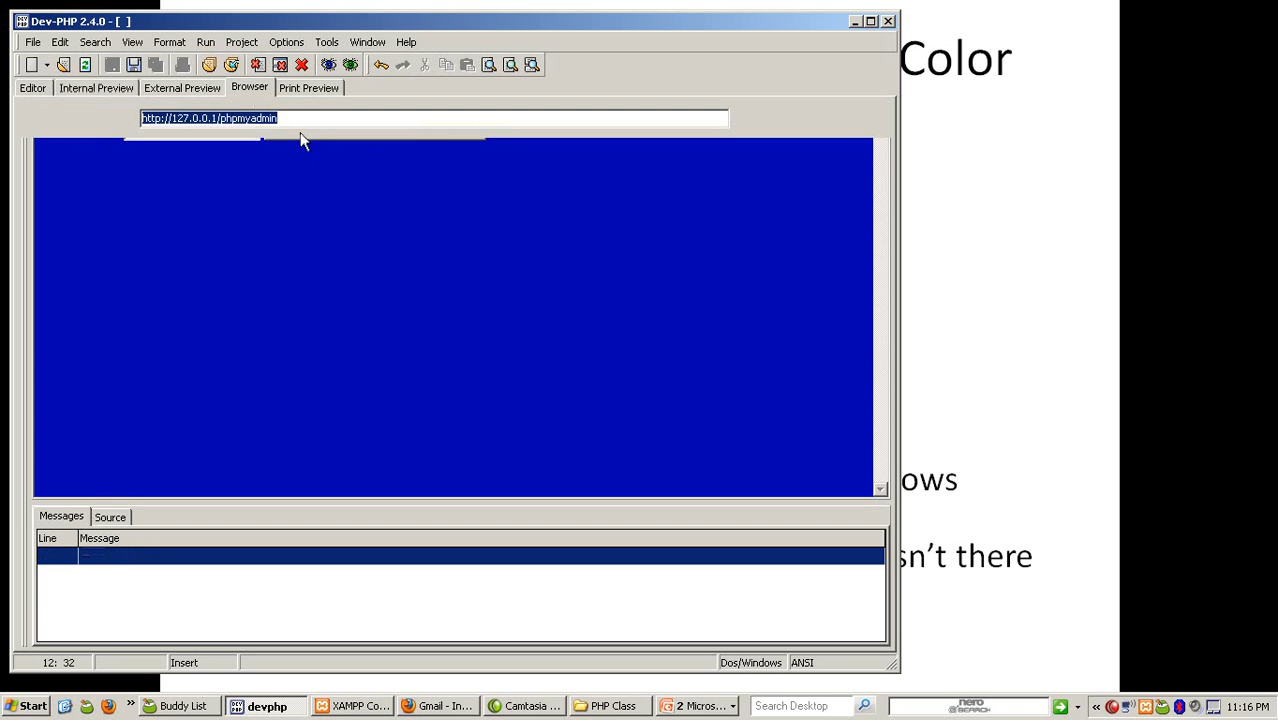 Dev-PHP 2.4.0 - [ ]
Color
File Edit Search View Format Run Project Options Tools Window Help
Editor Internal Preview External Preview Browser Print Preview
http://127.0.0.1/phpmyadmin
ows
Messages Source
Line Message
sn't there
12: 32 Insert Dos/Windows ANSI
Start Buddy List devphp XAMPP Co... Gmail - Camtasia ... PHP Class 2 Micros... Search Desktop nero SEARCH 11:16 PM